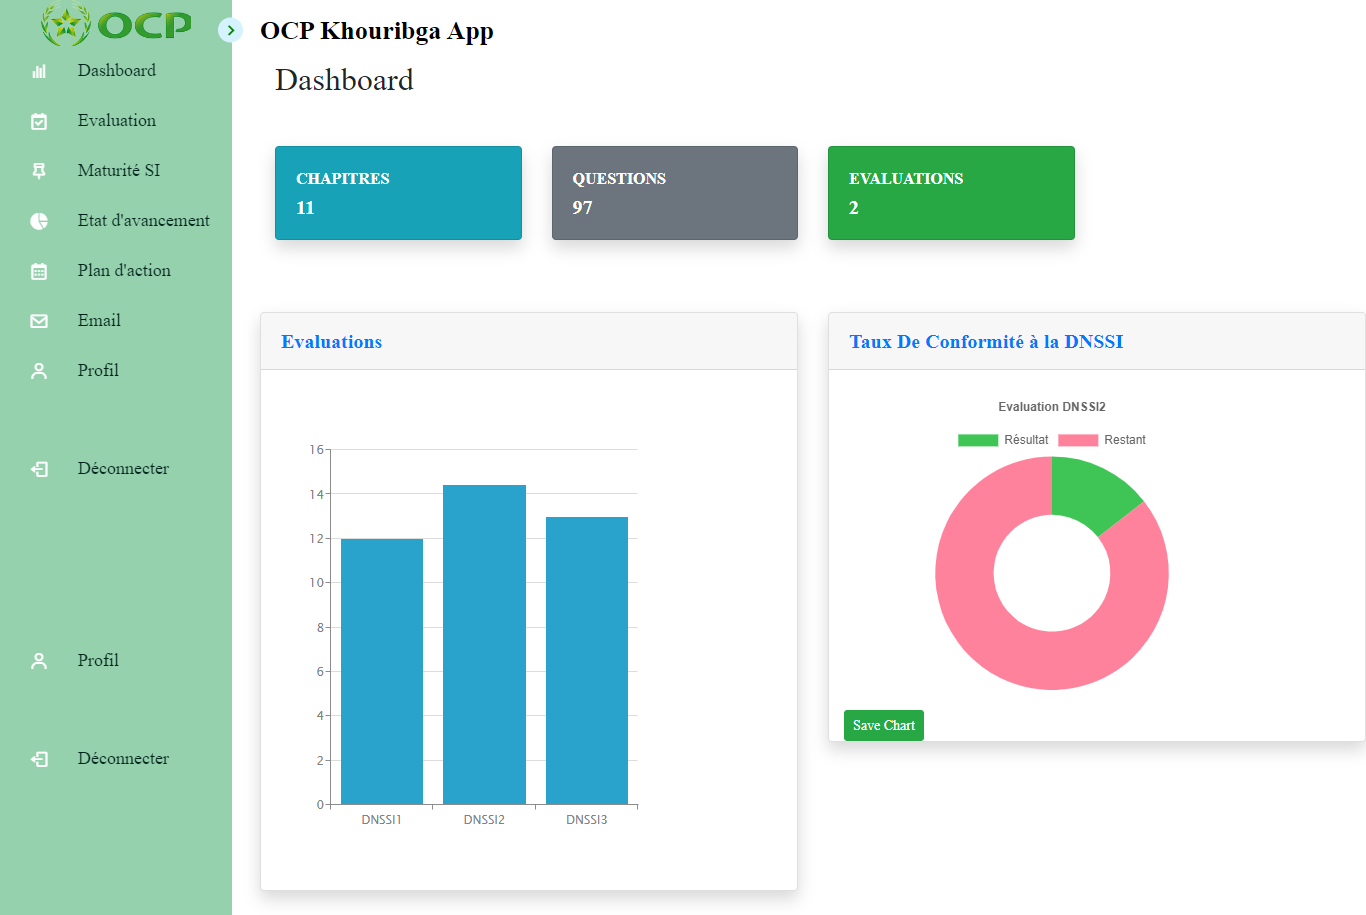 OCP
Dashboard
Evaluation
Maturité SI
Etat d'avancement
Plan d'action
Email
Profil
Déconnecter
Profil
Déconnecter
OCP Khouribga App
Dashboard
CHAPITRES
11
QUESTIONS
97
EVALUATIONS
2
Evaluations
16
14
12
10
8
6
4
2
0
DNSSI1 DNSSI2 DNSSI3
Taux De Conformité à la DNSSI
Evaluation DNSSI2
Résultat Restant
Save Chart